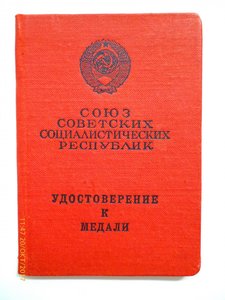 СОЮЗ
СОВЕТСКИХ
СОЦИАЛИСТИЧЕСКИХ
РЕСПУБЛИК
УДОСТОВЕРЕНИЕ
К
МЕДАЛИ